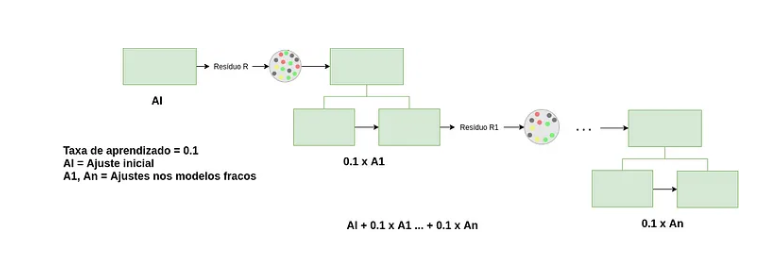 Resíduo R
AI
Resíduo R1
...
0.1 x A1
Taxa de aprendizado = 0.1
AI = Ajuste inicial
A1, An = Ajustes nos modelos fracos
0.1 x An
AI + 0.1 x A1 ... + 0.1 x An